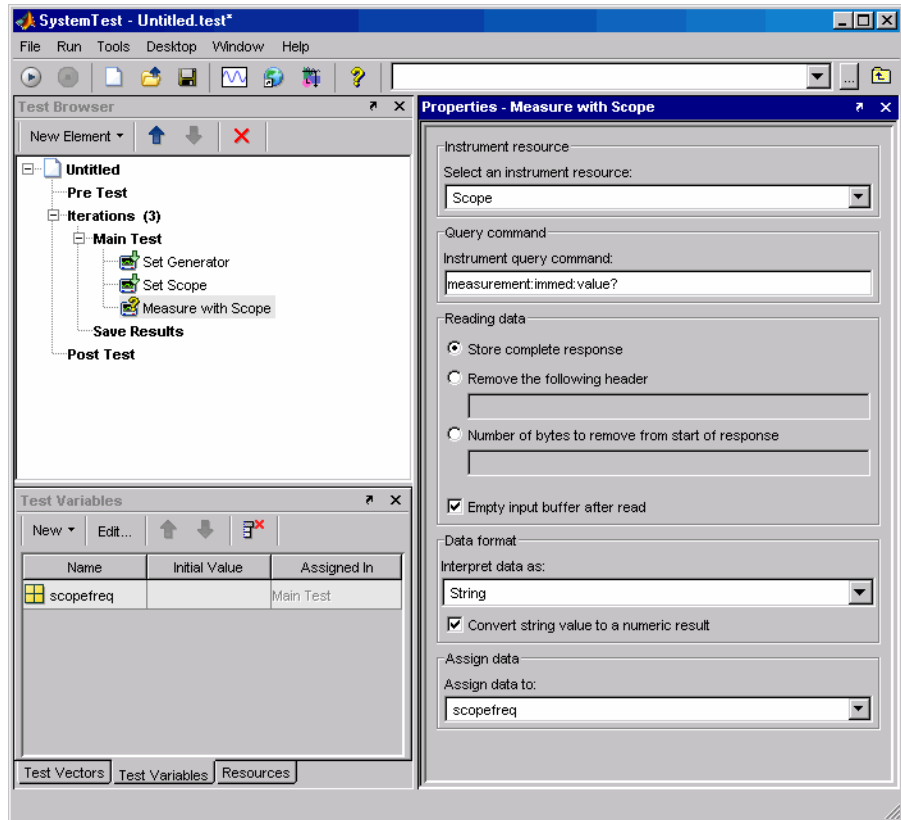 SystemTest - Untitled.test*
File Run Tools Desktop Window Help
...
Test Browser
New Element
Untitled
Pre Test
Iterations (3)
Main Test
Set Generator
Set Scope
Measure with Scope
Save Results
Post Test
Test Variables
New Edit...
Name Initial Value Assigned In
scopefreq Main Test
Test Vectors Test Variables Resources
Properties - Measure with Scope
Instrument resource
Select an instrument resource:
Scope
Query command
Instrument query command:
measurement:immed:value?
Reading data
Store complete response
Remove the following header
Number of bytes to remove from start of response
Empty input buffer after read
Data format
Interpret data as:
String
Convert string value to a numeric result
Assign data
Assign data to:
scopefreq